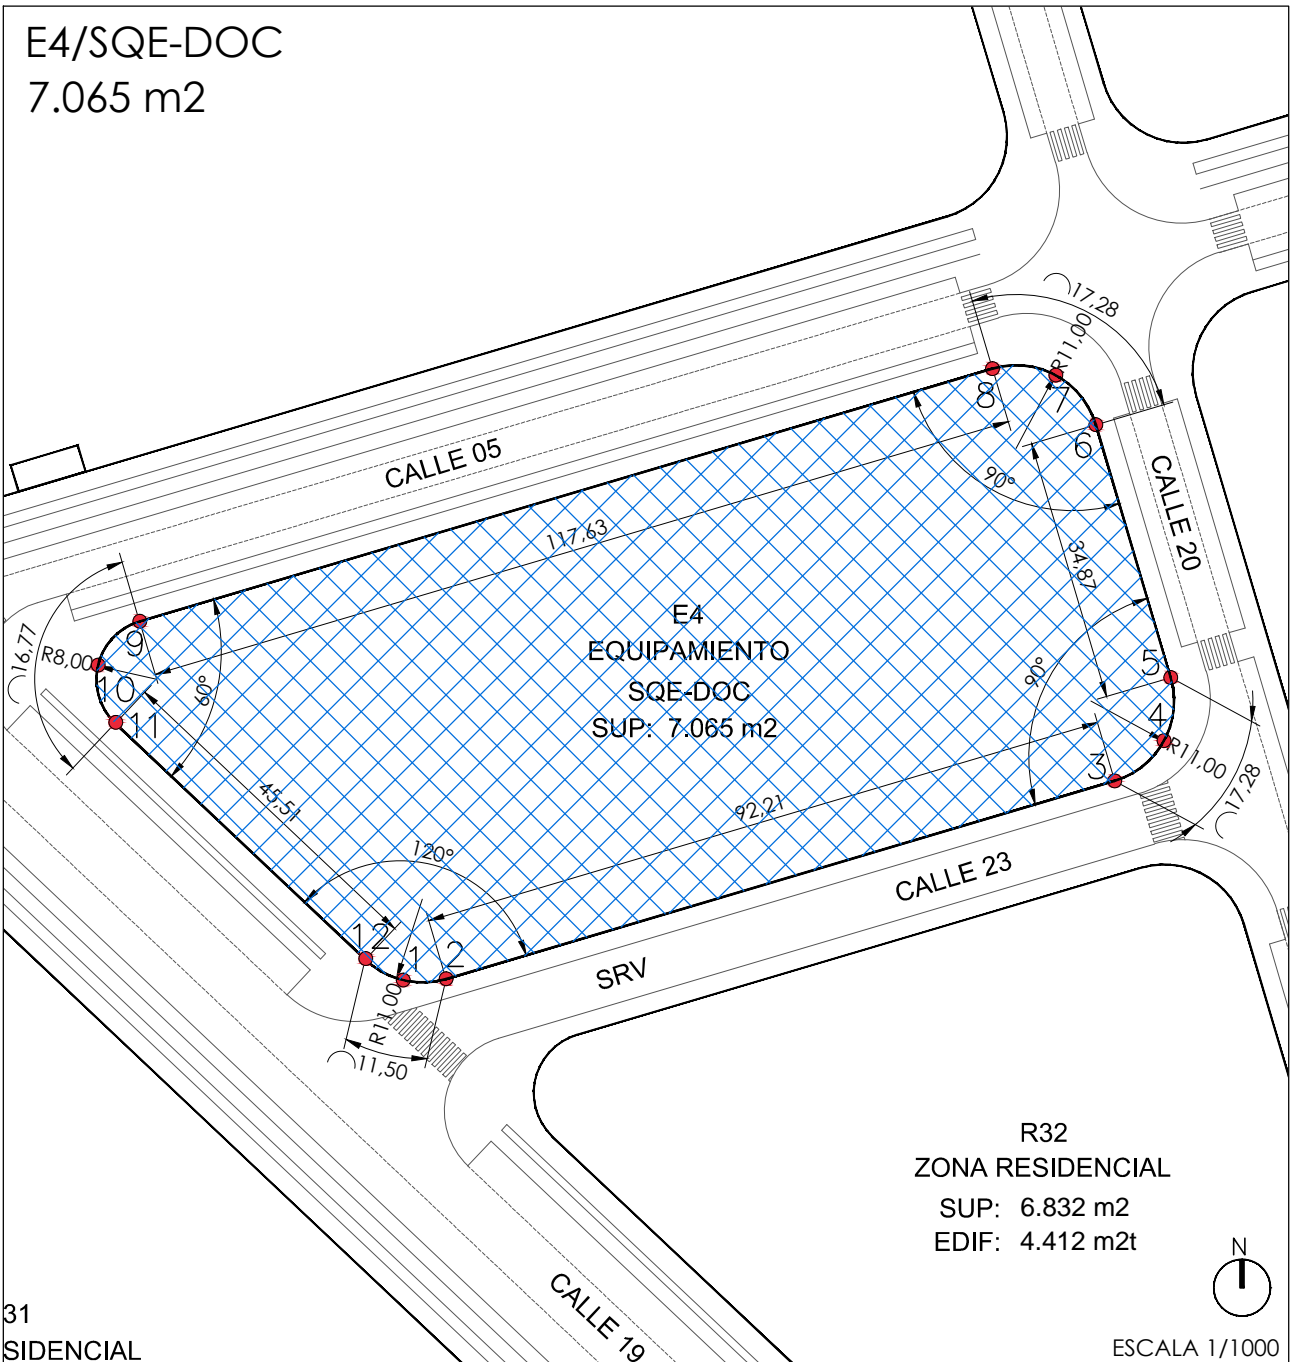 E4/SQE-DOC
7.065 m2
17,28
R11,00
8
7
6
CALLE 05
90°
CALLE 20
117,63
34,87
E4
EQUIPAMIENTO
SQE-DOC
SUP: 7.065 m2
9
16,77
R8,00
10
11
60°
90°
5
4
R11,00
3
17,28
45,51
92,21
120°
CALLE 23
12
1
2
SRV
R11,00
11,50
R32
ZONA RESIDENCIAL
SUP: 6.832 m2
EDIF: 4.412 m2t
N
CALLE 19
31
SIDENCIAL
ESCALA 1/1000